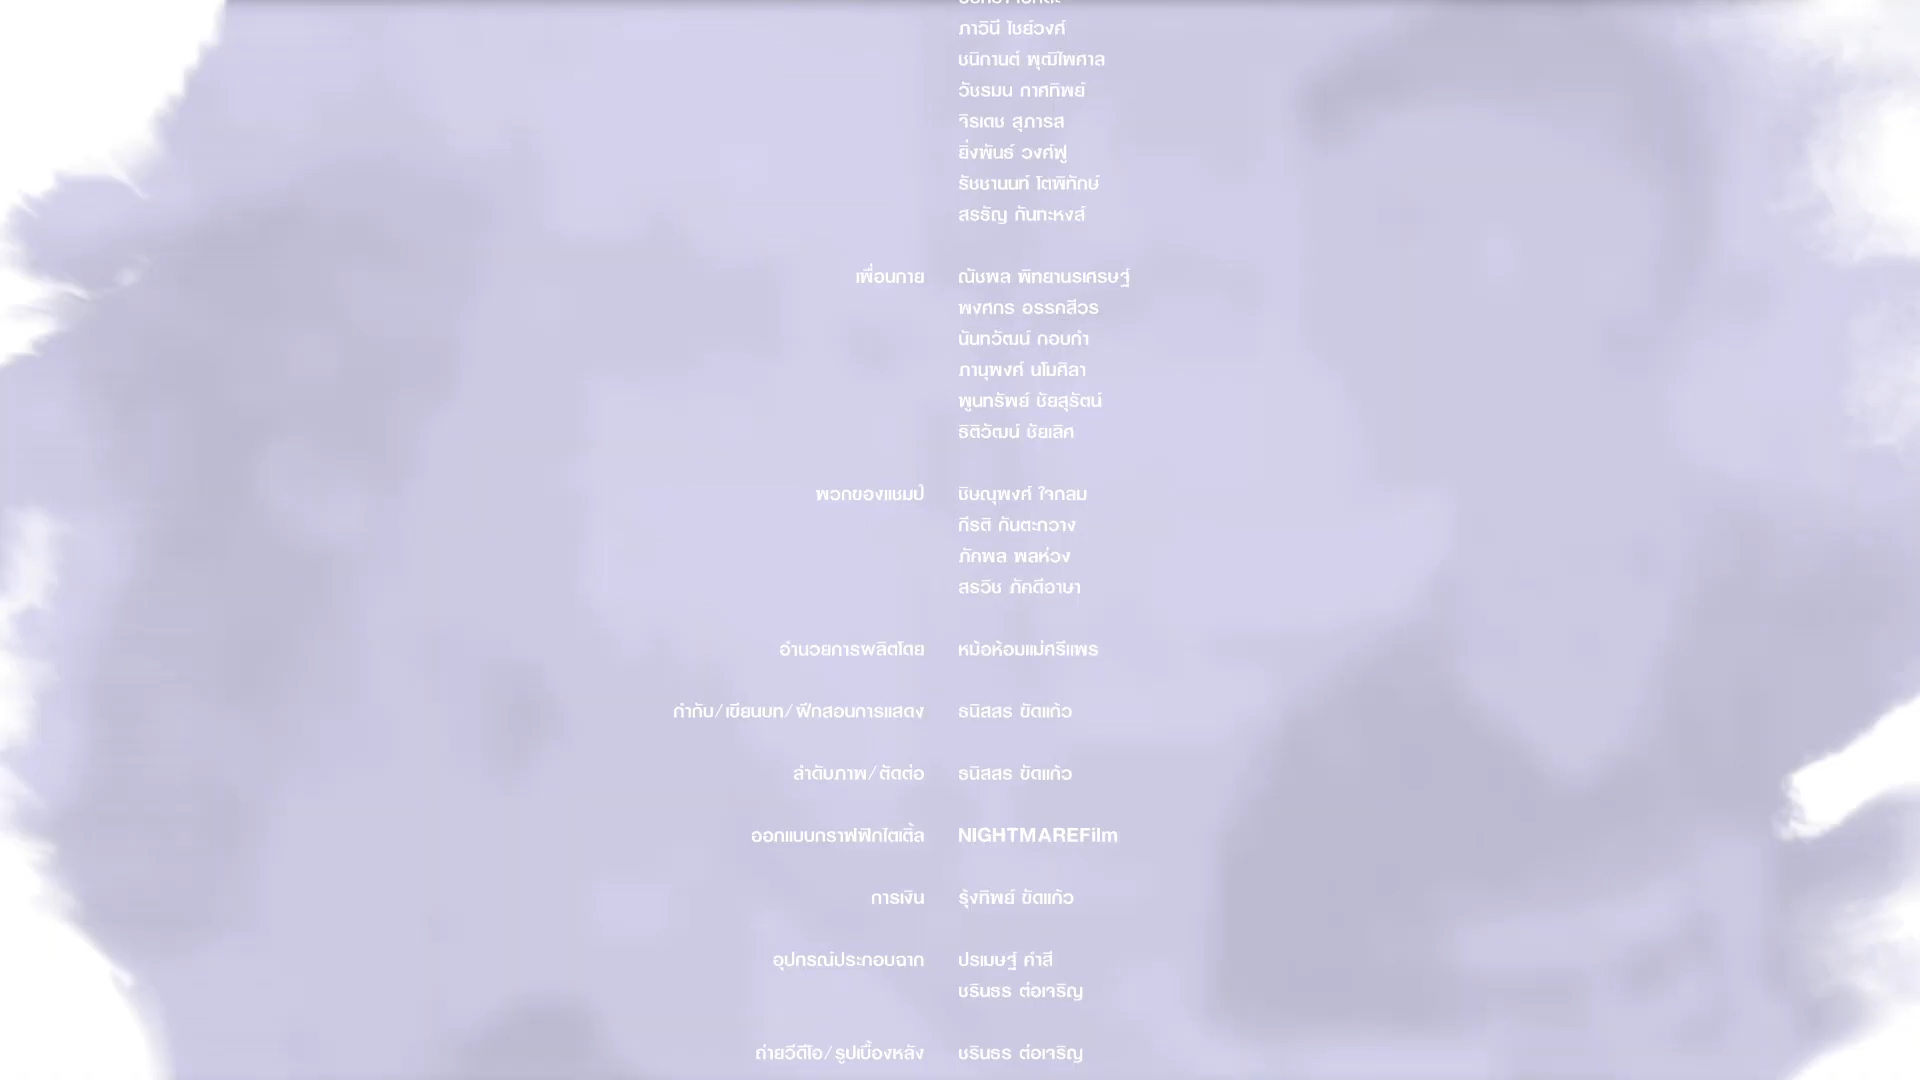 ภาวินี ไชย์วงศ์
ชนิกานต์ พุฒิไพศาล
วัชรมน กาศทิพย์
จิรเดช สุภารส
ยิ่งพันธ์ วงศ์ฟู
รัชชานนท์ โตพิทักษ์
สรธัญ กันทะหงส์
เพื่อนกาย ณัชพล พิทยานรเศรษฐ์
พงศกร อรรคสีวร
นันทวัฒน์ กอบกำ
ภานุพงศ์ นโมศิลา
พูนทรัพย์ ชัยสุรัตน์
ธิติวัฒน์ ชัยเลิศ
พวกของแชมป์ ชิษณุพงศ์ ใจกลม
กีรติ กันตะกวาง
ภัคพล พลห่วง
สรวิช ภัคดีอาษา
อำนวยการผลิตโดย หม้อห้อมแม่ศรีแพร
กำกับ/เขียนบท/ฝึกสอนการแสดง ธนิสสร ขัดแก้ว
ลำดับภาพ/ตัดต่อ ธนิสสร ขัดแก้ว
ออกแบบกราฟฟิกไตเติ้ล NIGHTMAREFilm
การเงิน รุ้งทิพย์ ขัดแก้ว
อุปกรณ์ประกอบฉาก ปรเมษฐ์ คำสี
ชรินธร ต่อเจริญ
ถ่ายวีดีโอ/รูปเบื้องหลัง ชรินธร ต่อเจริญ